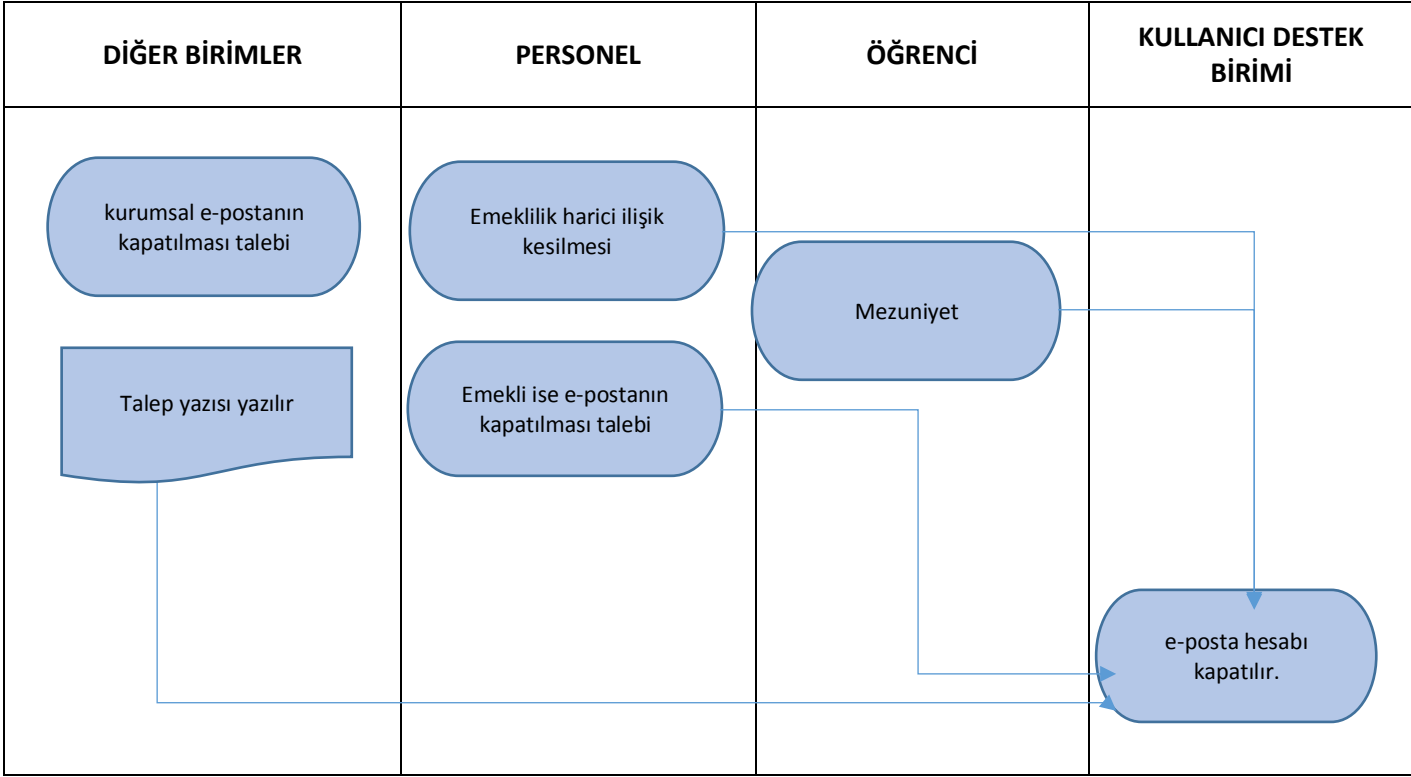 DİĞER BİRİMLER
PERSONEL
ÖĞRENCİ
KULLANICI DESTEK
BİRİMİ
kurumsal e-postanın
kapatılması talebi
Talep yazısı yazılır
Emeklilik harici ilişik
kesilmesi
Emekli ise e-postanın
kapatılması talebi
Mezuniyet
e-posta hesabı
kapatılır.